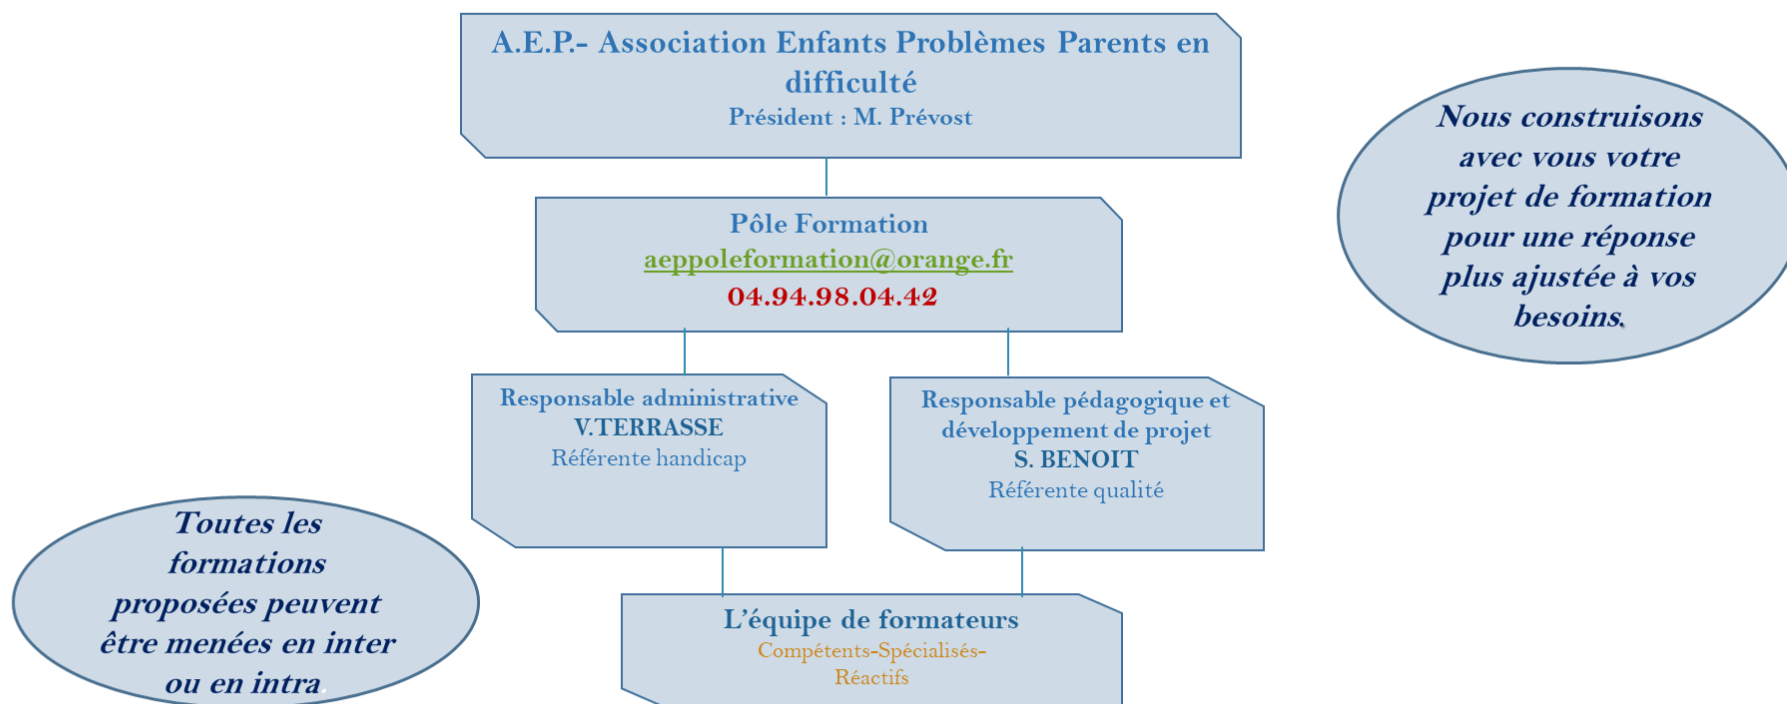 A.E.P.- Association Enfants Problèmes Parents en
difficulté
Président : M. Prévost
Nous construisons
avec vous votre
projet de formation
pour une réponse
plus ajustée à vos
besoins.
Pôle Formation
aeppoleformation@orange.fr
04.94.98.04.42
Responsable administrative
V.TERRASSE
Référente handicap
Responsable pédagogique et
développement de projet
S. BENOIT
Référente qualité
Toutes les
formations
proposées peuvent
être menées en inter
ou en intra.
L'équipe de formateurs
Compétents-Spécialisés-
Réactifs